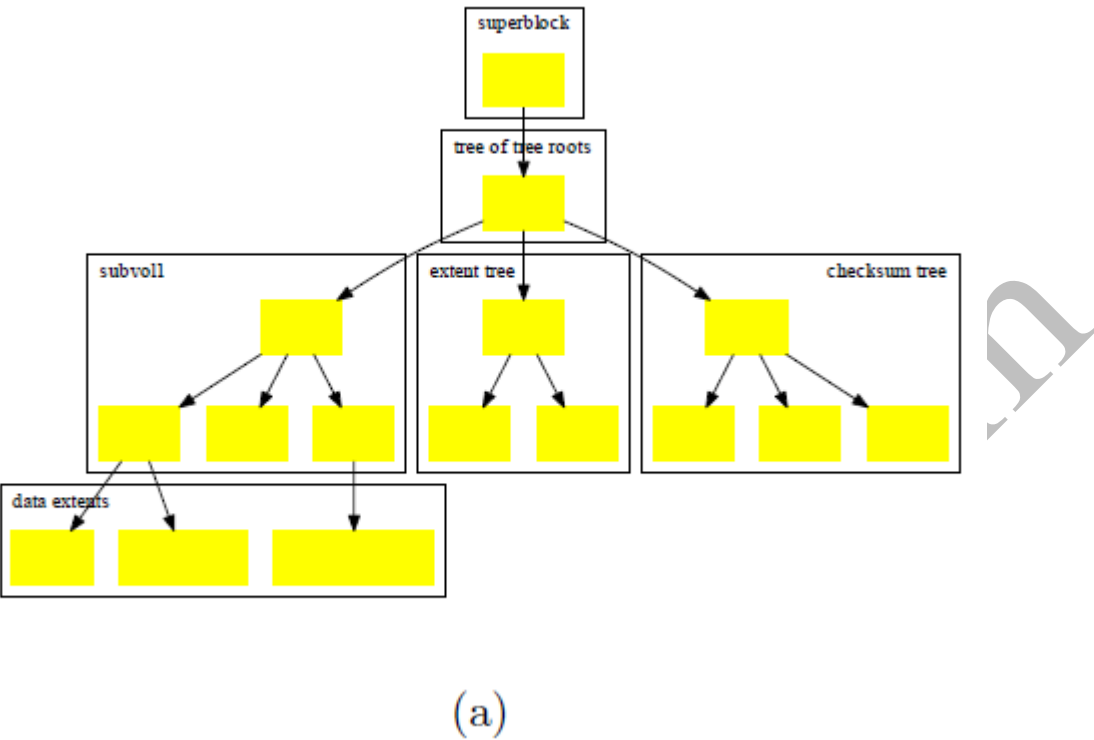 superblock
tree of tree roots
subvol1
extent tree
checksum tree
data extents
(a)